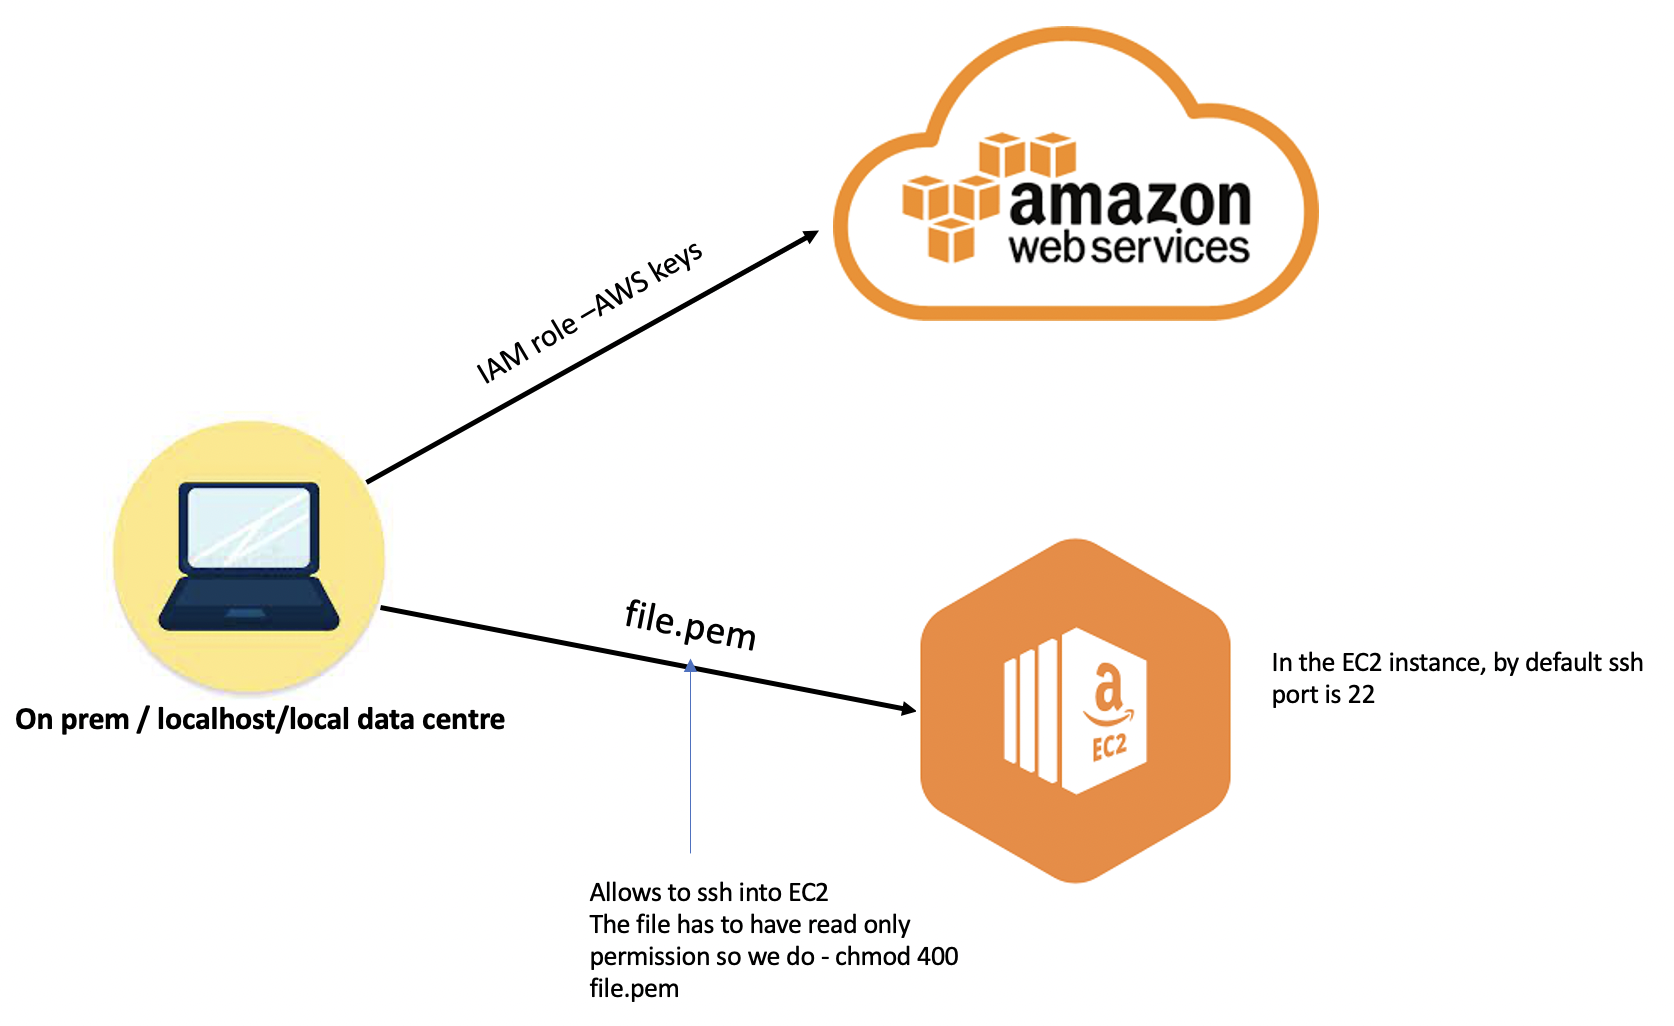 amazon
web services
IAM role –AWS keys
file.pem
a
EC2
In the EC2 instance, by default ssh
port is 22
On prem / localhost/local data centre
Allows to ssh into EC2
The file has to have read only
permission so we do - chmod 400
file.pem